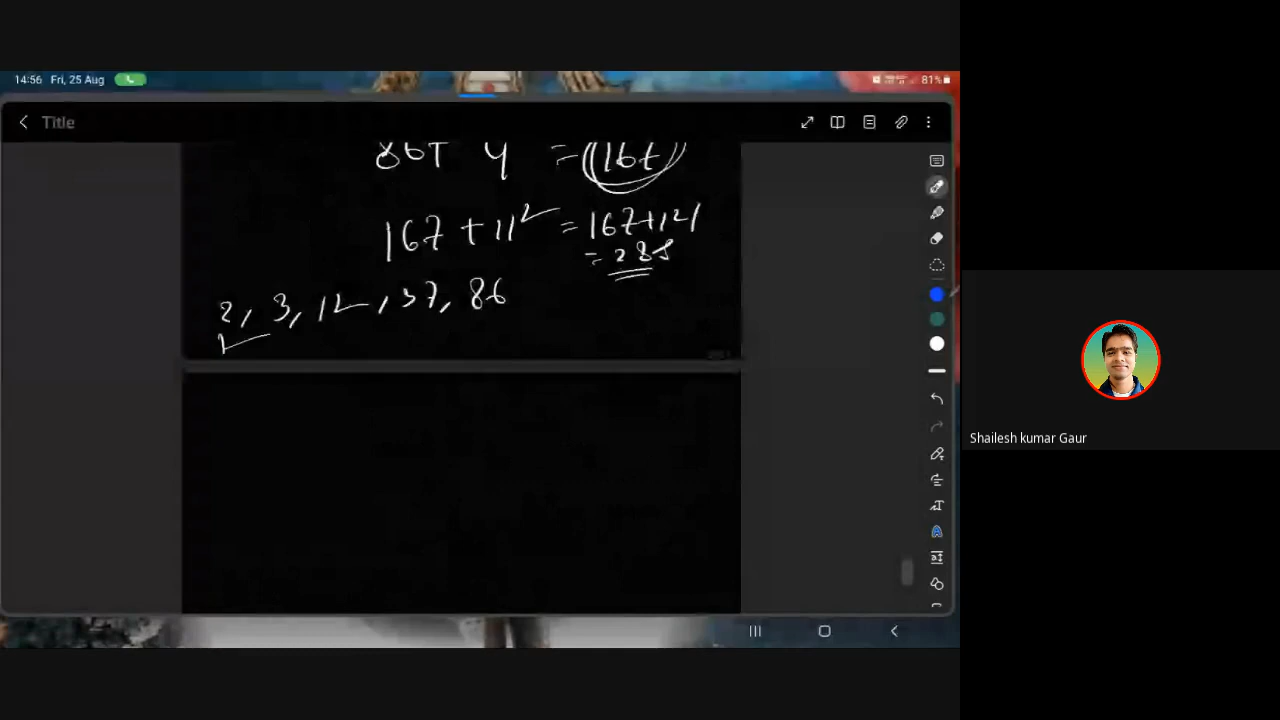 14:56 Fri, 25 Aug
81%
Title
86+ 9 = (167)
167 + 11² = 167+121
= 288
2, 3, 12, 37, 86
Shailesh kumar Gaur